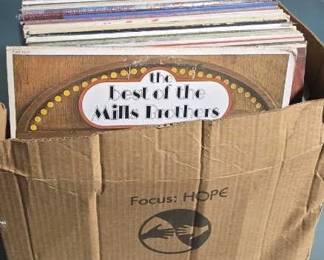 the
best of the
Mills Brothers
Focus: HOPE